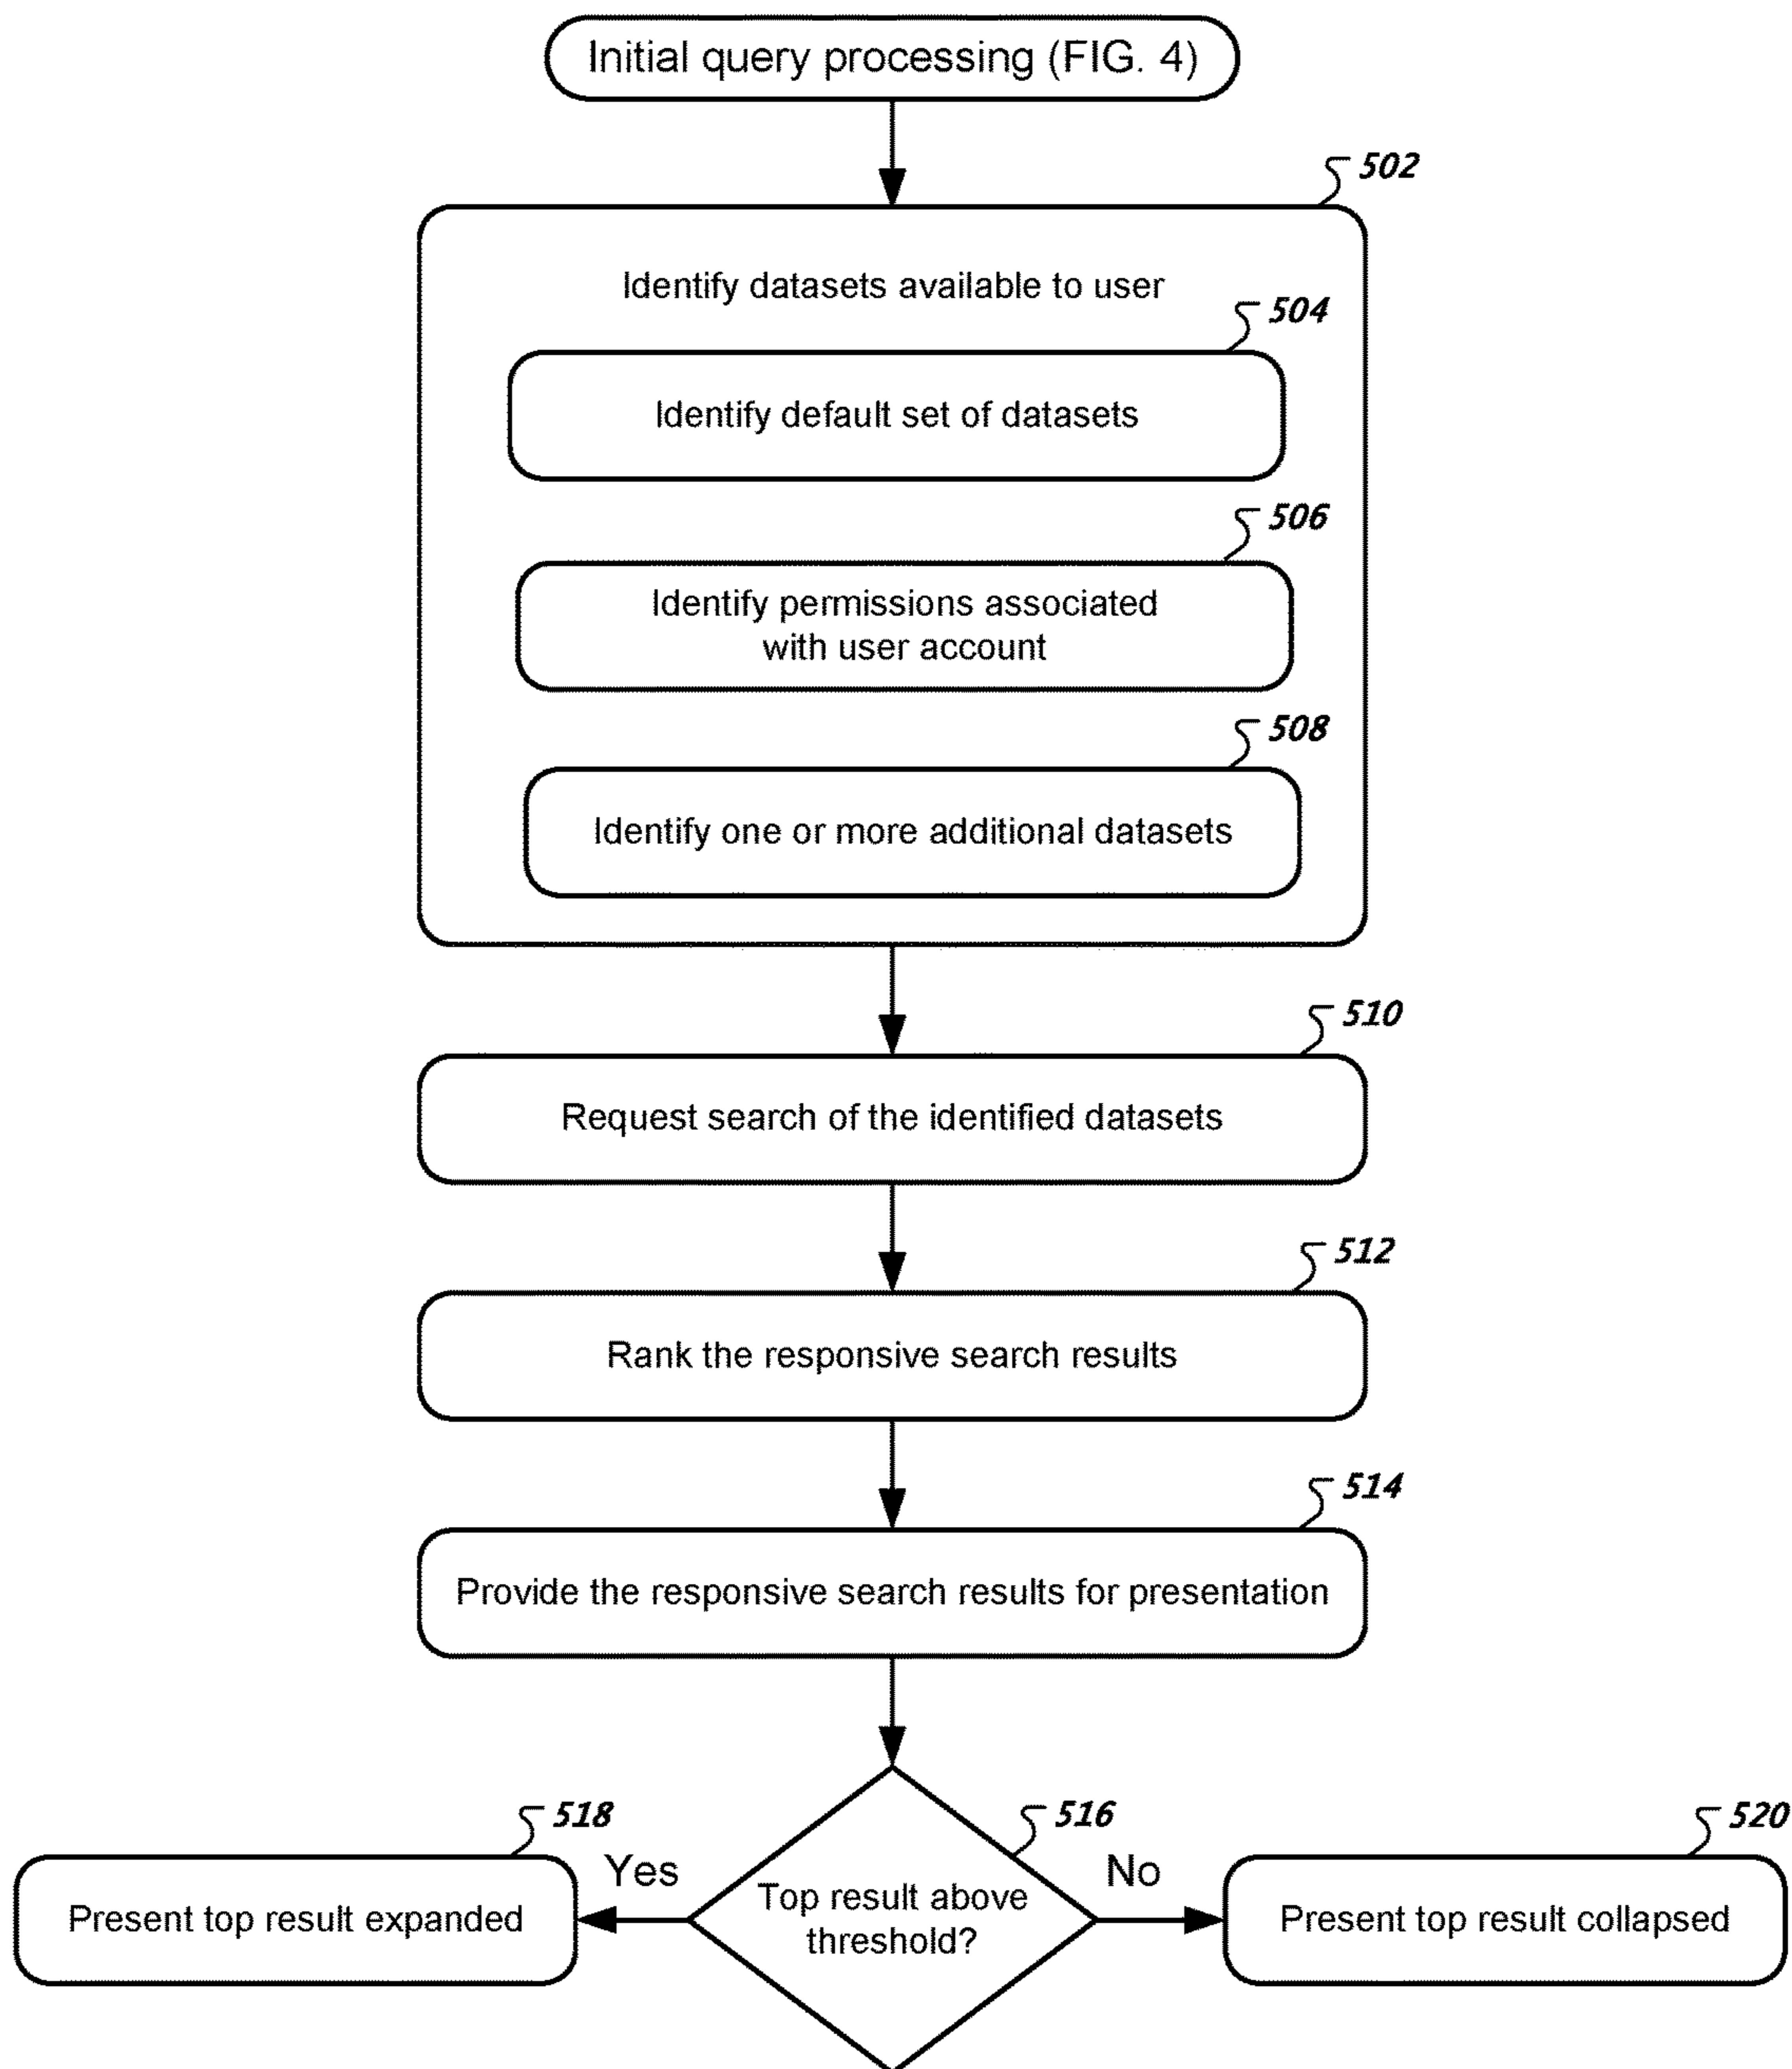 Initial query processing (FIG. 4)
502
Identify datasets available to user
504
Identify default set of datasets
506
Identify permissions associated
with user account
508
Identify one or more additional datasets
510
Request search of the identified datasets
512
Rank the responsive search results
514
Provide the responsive search results for presentation
518
516
520
Yes
No
Present top result expanded
Top result above
threshold?
Present top result collapsed